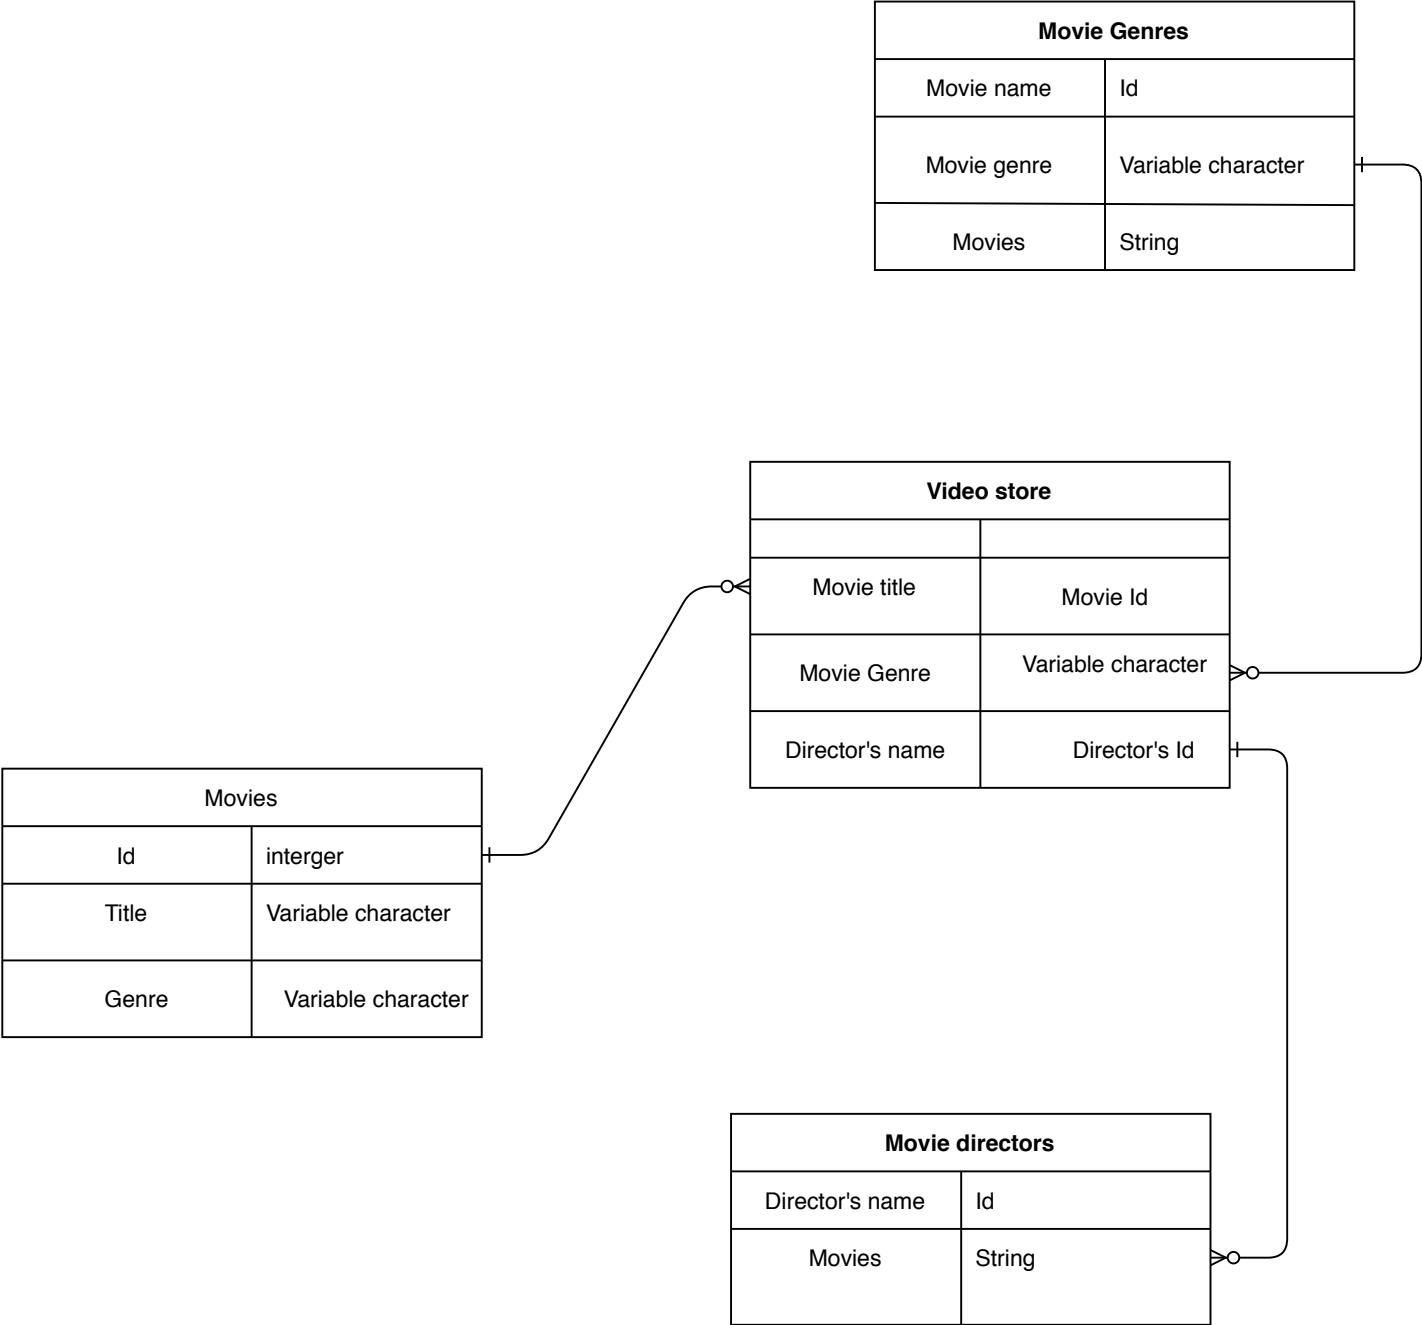 Movie Genres
Movie name Id
Movie genre Variable character
Movies String
Video store
Movie title Movie Id
Movie Genre Variable character
Director's name Director's Id
Movies
Id interger
Title Variable character
Genre Variable character
Movie directors
Director's name Id
Movies String